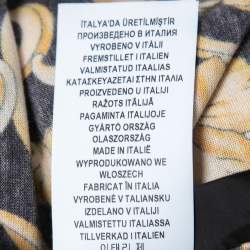 İTALYA'DA ÜRETİLMİŞTİR
ПРОИЗВЕДЕНО В ИТАЛИЯ
VYROBENO V ITÁLII
FREMSTILLET I ITALIEN
VALMISTATUD ITAALIAS
ΚΑΤΑΣΚΕΥΑΖΕΤΑΙ ΣΤΗΝ ΙΤΑΛΙΑ
PROIZVEDENO U ITALIJI
RAŽOTS ITĀLIJĀ
PAGAMINTA ITALIJOJE
GYÁRTÓ ORSZÁG
OLASZORSZÁG
MADE IN ITALIË
WYPRODUKOWANO WE
WŁOSZECH
FABRICAT ÎN ITALIA
VYROBENÉ V TALIANSKU
IZDELANO V ITALIJI
VALMISTETTU ITALIASSA
TILLVERKAD I ITALIEN